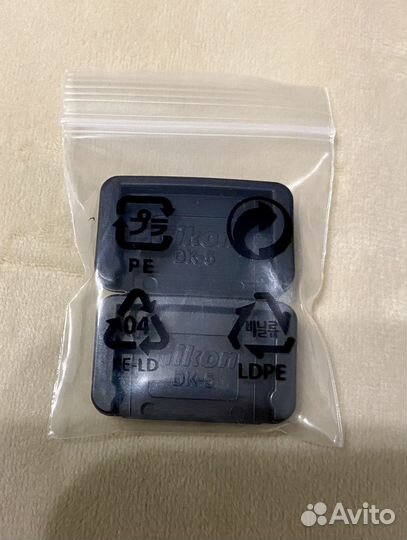 プラ
PE
Nikon
DK-5
04
PE-LD
비닐류
LDPE
Nikon
DK-5
Avito